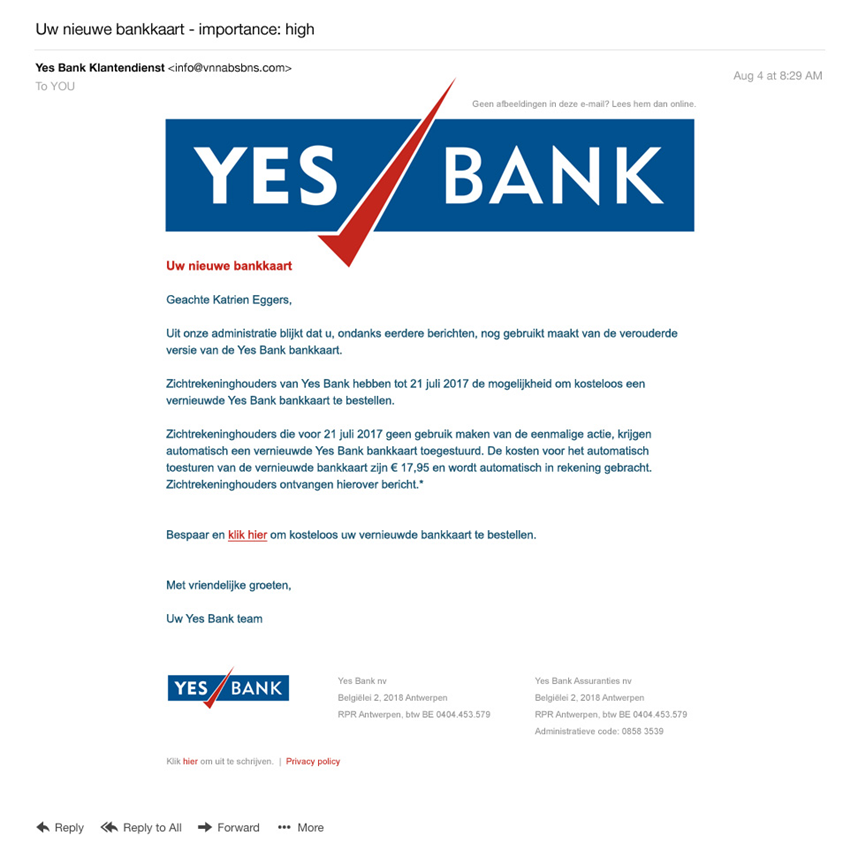 Uw nieuwe bankkaart - importance: high
Yes Bank Klantendienst <info@vnnabsbns.com>
To YOU
Aug 4 at 8:29 AM
Geen afbeeldingen in deze e-mail? Lees hem dan online.
YES BANK
Uw nieuwe bankkaart
Geachte Katrien Eggers,
Uit onze administratie blijkt dat u, ondanks eerdere berichten, nog gebruikt maakt van de verouderde
versie van de Yes Bank bankkaart.
Zichtrekeninghouders van Yes Bank hebben tot 21 juli 2017 de mogelijkheid om kosteloos een
vernieuwde Yes Bank bankkaart te bestellen.
Zichtrekeninghouders die voor 21 juli 2017 geen gebruik maken van de eenmalige actie, krijgen
automatisch een vernieuwde Yes Bank bankkaart toegestuurd. De kosten voor het automatisch
toesturen van de vernieuwde bankkaart zijn € 17,95 en wordt automatisch in rekening gebracht.
Zichtrekeninghouders ontvangen hierover bericht.*
Bespaar en klik hier om kosteloos uw vernieuwde bankkaart te bestellen.
Met vriendelijke groeten,
Uw Yes Bank team
YES BANK
Yes Bank nv
Belgiëlei 2, 2018 Antwerpen
RPR Antwerpen, btw BE 0404.453.579
Yes Bank Assuranties nv
Belgiëlei 2, 2018 Antwerpen
RPR Antwerpen, btw BE 0404.453.579
Administratieve code: 0858 3539
Klik hier om uit te schrijven. | Privacy policy
Reply Reply to All Forward More